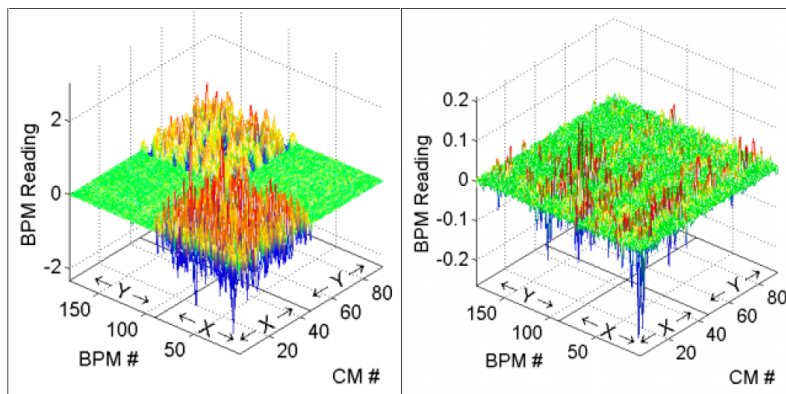 BPM Reading
2
0
-2
150
100
50
BPM #
← Y →
← X →
← X →
← Y →
20
40
60
80
CM #
BPM Reading
0.2
0.1
0
-0.1
-0.2
150
100
50
BPM #
← Y →
← X →
← X →
← Y →
20
40
60
80
CM #